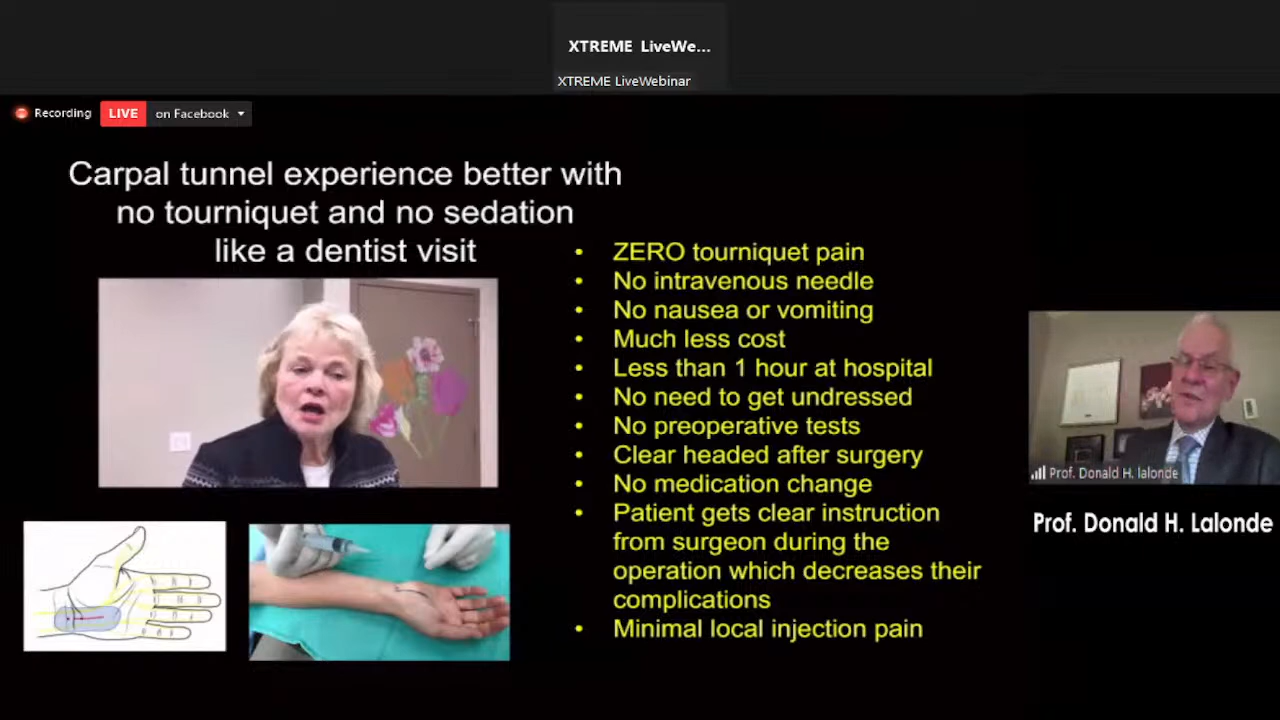 XTREME LiveWe...
XTREME LiveWebinar
Recording
LIVE
on Facebook
Carpal tunnel experience better with
no tourniquet and no sedation
like a dentist visit
• ZERO tourniquet pain
• No intravenous needle
• No nausea or vomiting
• Much less cost
• Less than 1 hour at hospital
• No need to get undressed
• No preoperative tests
• Clear headed after surgery
• No medication change
• Patient gets clear instruction
from surgeon during the
operation which decreases their
complications
• Minimal local injection pain
Prof. Donald H. lalonde
Prof. Donald H. Lalonde